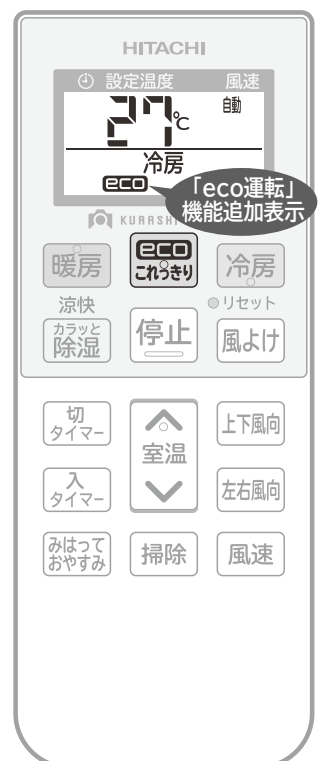 HITACHI
設定温度 風速
27℃ 自動
冷房
eco
「eco運転」
機能追加表示
暖房 eco これっきり 冷房
涼快 リセット
カラッと
除湿 停止 風よけ
切
タイマー 上下風向
室温
入
タイマー 左右風向
みはって
おやすみ 掃除 風速